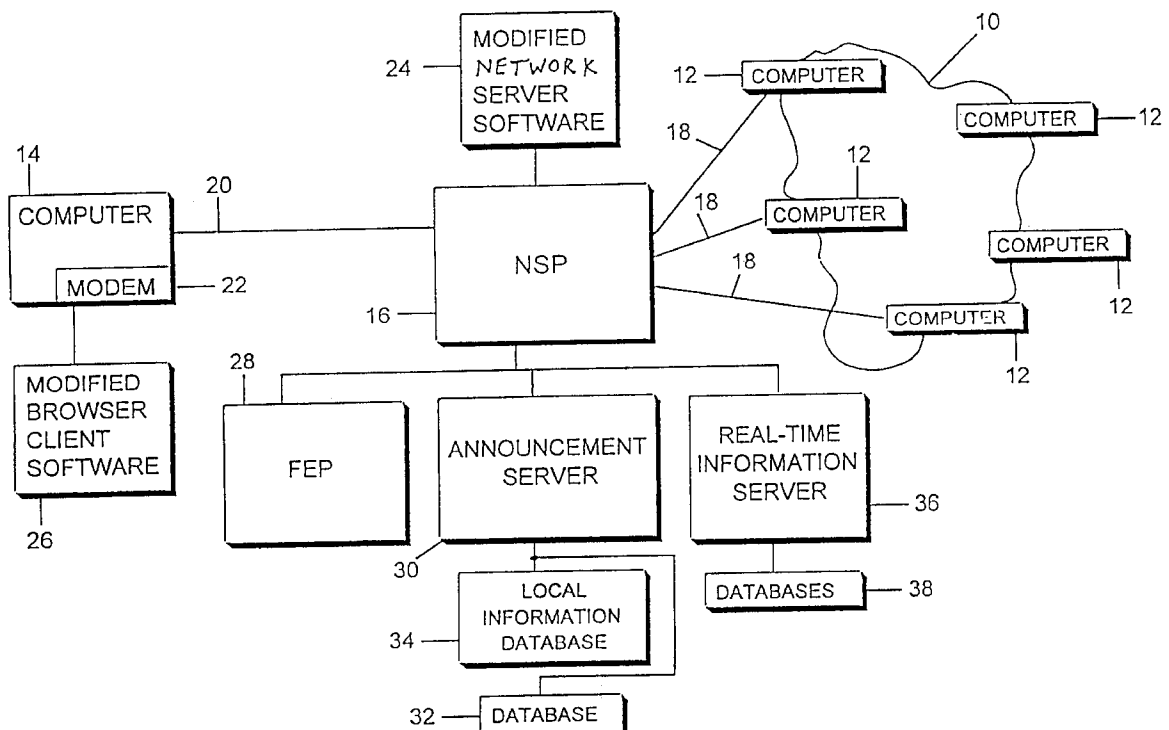 MODIFIED
NETWORK
SERVER
SOFTWARE
24
10
12
COMPUTER
COMPUTER
12
18
12
14
20
COMPUTER
18
COMPUTER
MODEM
22
NSP
16
18
COMPUTER
12
COMPUTER
12
MODIFIED
BROWSER
CLIENT
SOFTWARE
26
28
FEP
ANNOUNCEMENT
SERVER
30
REAL-TIME
INFORMATION
SERVER
36
LOCAL
INFORMATION
DATABASE
34
DATABASES
38
32
DATABASE